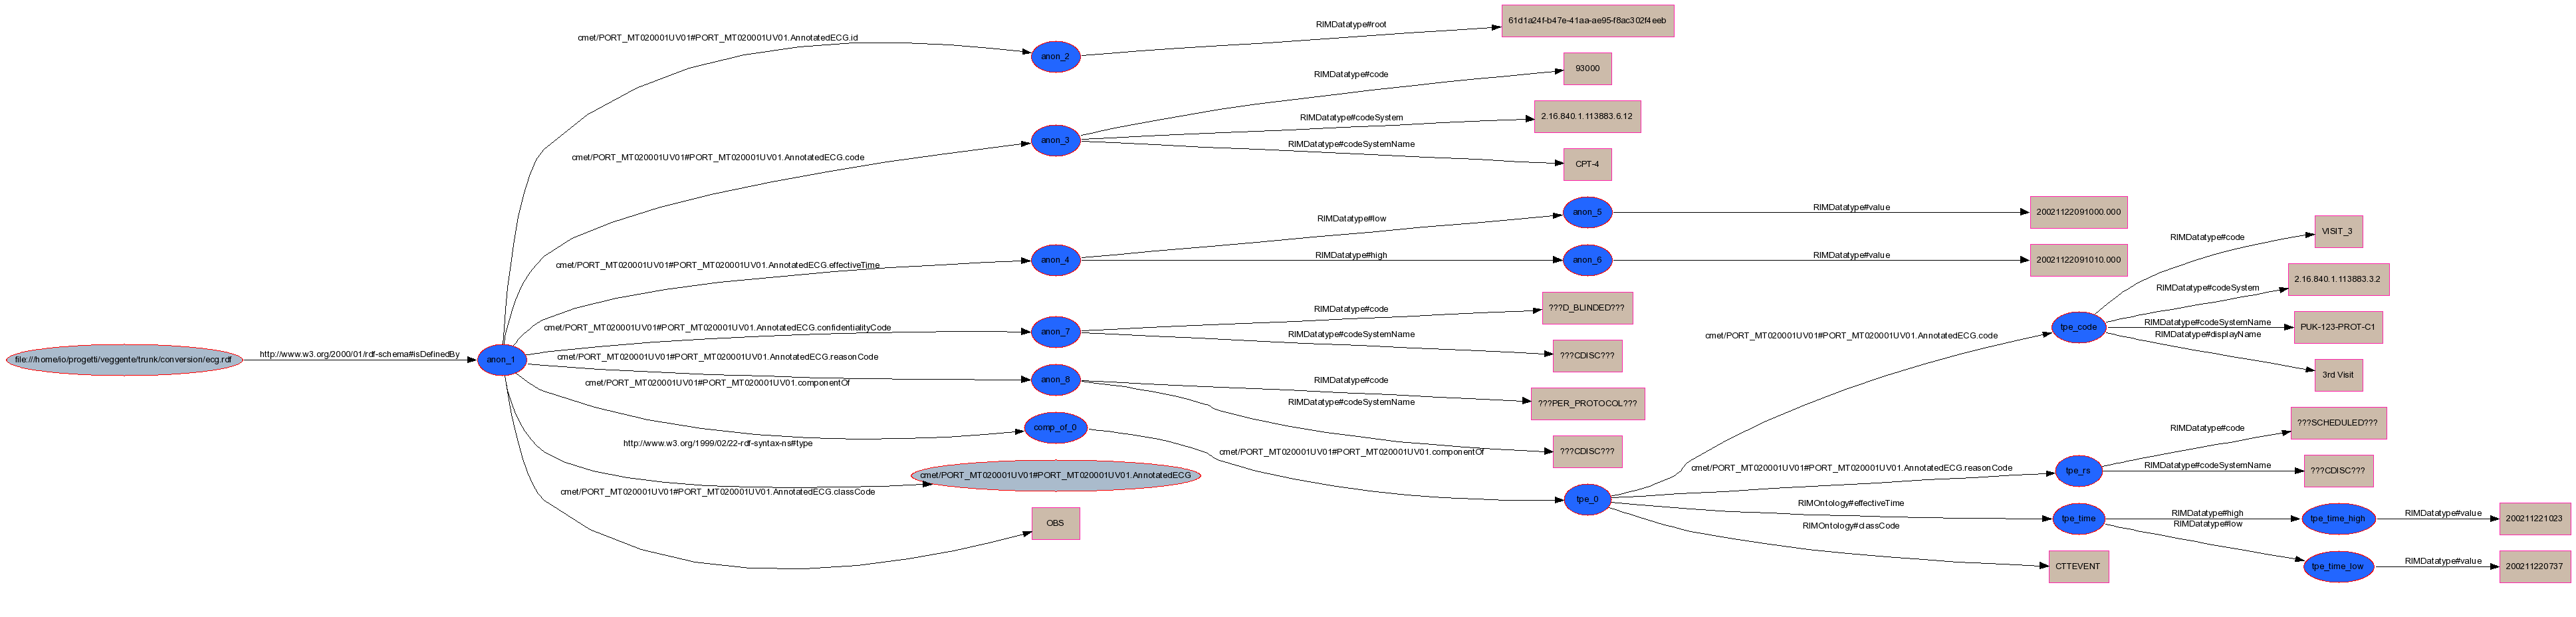 61d1a24f-b47e-41aa-ae95-f8ac302f4eeb
RIMDatatype#root
cmet/PORT_MT020001UV01#PORT_MT020001UV01.AnnotatedECG.id
anon_2
93000
RIMDatatype#code
2.16.840.1.113883.6.12
RIMDatatype#codeSystem
anon_3
RIMDatatype#codeSystemName
cmet/PORT_MT020001UV01#PORT_MT020001UV01.AnnotatedECG.code
CPT-4
RIMDatatype#low
anon_5
RIMDatatype#value
20021122091000.000
cmet/PORT_MT020001UV01#PORT_MT020001UV01.AnnotatedECG.effectiveTime
anon_4
RIMDatatype#high
anon_6
RIMDatatype#value
20021122091010.000
RIMDatatype#code
VISIT_3
RIMDatatype#codeSystem
2.16.840.1.113883.3.2
cmet/PORT_MT020001UV01#PORT_MT020001UV01.AnnotatedECG.confidentialityCode
anon_7
RIMDatatype#code
???D_BLINDED???
RIMDatatype#codeSystemName
???CDISC???
cmet/PORT_MT020001UV01#PORT_MT020001UV01.AnnotatedECG.code
tpe_code
RIMDatatype#codeSystemName
PUK-123-PROT-C1
RIMDatatype#displayName
3rd Visit
file:///home/io/progetti/veggente/trunk/conversion/ecg.rdf
http://www.w3.org/2000/01/rdf-schema#isDefinedBy
anon_1
cmet/PORT_MT020001UV01#PORT_MT020001UV01.AnnotatedECG.reasonCode
anon_8
RIMDatatype#code
???PER_PROTOCOL???
RIMDatatype#codeSystemName
???CDISC???
cmet/PORT_MT020001UV01#PORT_MT020001UV01.componentOf
comp_of_0
cmet/PORT_MT020001UV01#PORT_MT020001UV01.componentOf
http://www.w3.org/1999/02/22-rdf-syntax-ns#type
cmet/PORT_MT020001UV01#PORT_MT020001UV01.AnnotatedECG
cmet/PORT_MT020001UV01#PORT_MT020001UV01.AnnotatedECG.classCode
OBS
tpe_0
cmet/PORT_MT020001UV01#PORT_MT020001UV01.AnnotatedECG.reasonCode
tpe_rs
RIMDatatype#code
???SCHEDULED???
RIMDatatype#codeSystemName
???CDISC???
RIMOntology#effectiveTime
tpe_time
RIMDatatype#high
tpe_time_high
RIMDatatype#value
200211221023
RIMDatatype#low
tpe_time_low
RIMDatatype#value
200211220737
RIMOntology#classCode
CTTEVENT